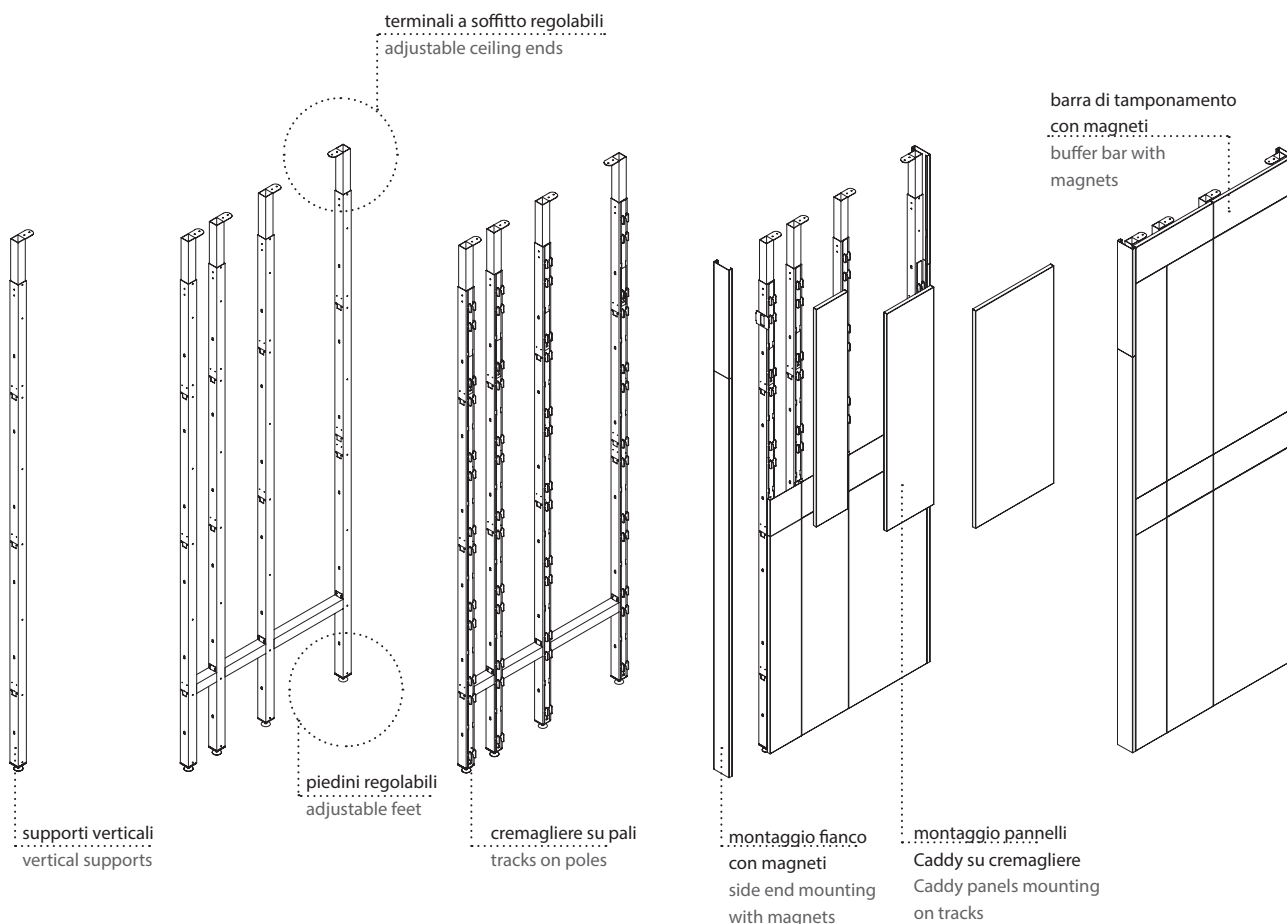 terminali a soffitto regolabili
adjustable ceiling ends
barra di tamponamento
con magneti
buffer bar with
magnets
piedini regolabili
adjustable feet
supporti verticali
vertical supports
cremagliere su pali
tracks on poles
montaggio fianco
con magneti
side end mounting
with magnets
montaggio pannelli
Caddy su cremagliere
Caddy panels mounting
on tracks